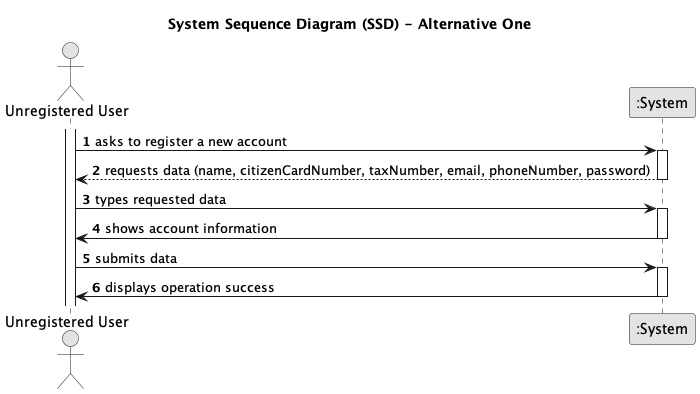 System Sequence Diagram (SSD) - Alternative One
Unregistered User
:System
1 asks to register a new account
2 requests data (name, citizenCardNumber, taxNumber, email, phoneNumber, password)
3 types requested data
4 shows account information
5 submits data
6 displays operation success
Unregistered User
:System